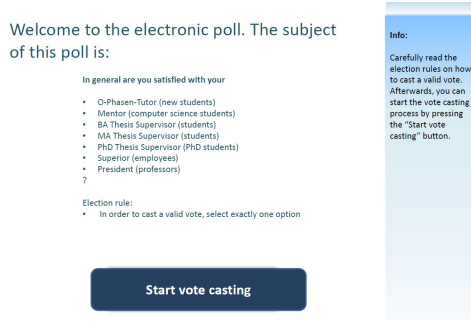 Welcome to the electronic poll. The subject
of this poll is:
In general are you satisfied with your
• O-Phasen-Tutor (new students)
• Mentor (computer science students)
• BA Thesis Supervisor (students)
• MA Thesis Supervisor (students)
• PhD Thesis Supervisor (PhD students)
• Superior (employees)
• President (professors)
?
Election rule:
• In order to cast a valid vote, select exactly one option
Start vote casting
Info:
Carefully read the
election rules on how
to cast a valid vote.
Afterwards, you can
start the vote casting
process by pressing
the "Start vote
casting" button.